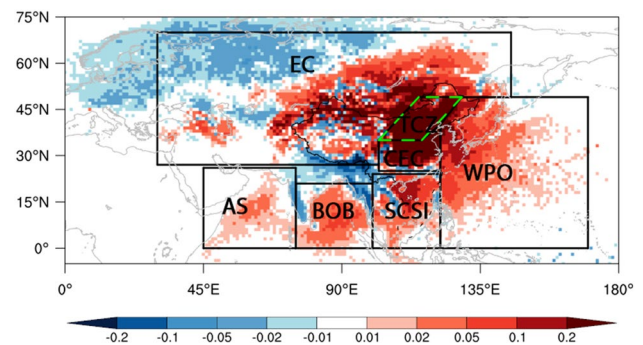 75°N
60°N
45°N
30°N
15°N
0°
EC
TCZ
CEC
WPO
AS
BOB
SCSI
0° 45°E 90°E 135°E 180°
-0.2 -0.1 -0.05 -0.02 -0.01 0.01 0.02 0.05 0.1 0.2